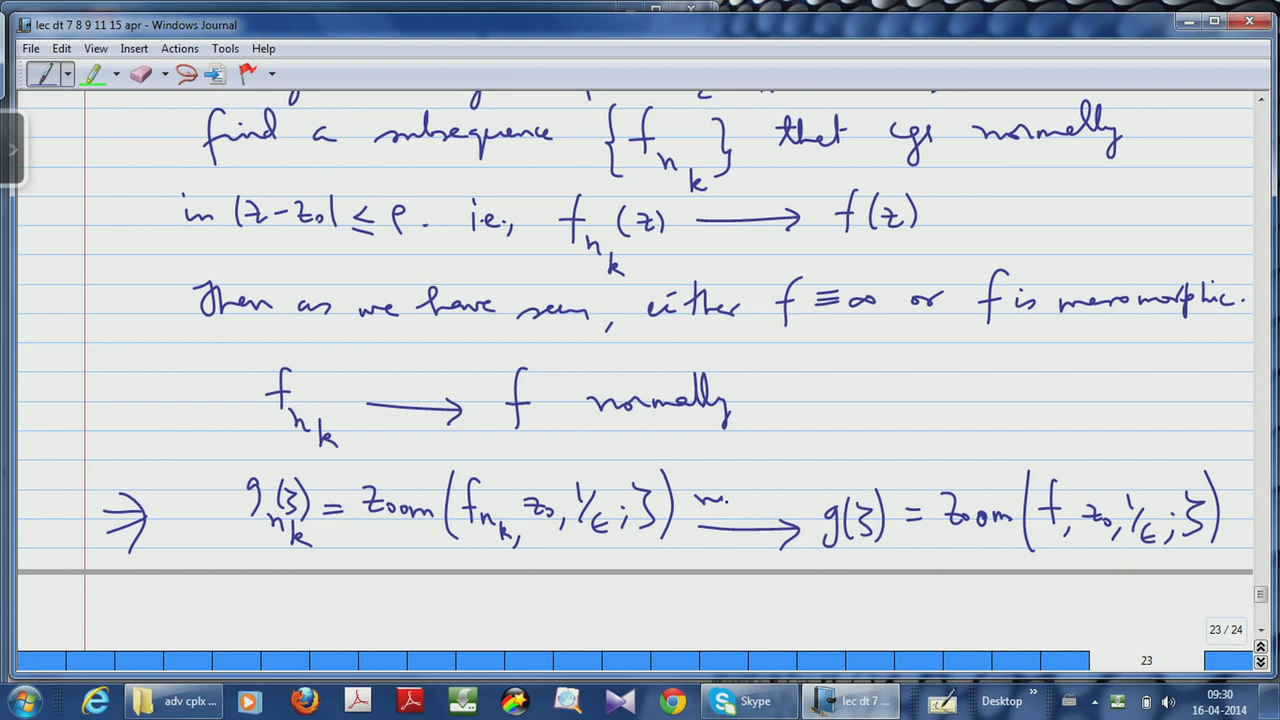 lec dt 7 8 9 11 15 apr - Windows Journal
File Edit View Insert Actions Tools Help
find a subsequence {f_{n_k}} that cgs normally
in |z-z₀| ≤ ρ. i.e., f_{n_k}(z) ⟶ f(z)
Then as we have seen, either f ≡ ∞ or f is meromorphic.
f_{n_k} ⟶ f normally
⇒ g_{n_k}(ζ) = Zoom(f_{n_k}, z₀, 1/ε; ζ) n.⟶ g(ζ) = Zoom(f, z₀, 1/ε; ζ)
23 / 24
23
adv cplx ...
Skype
lec dt 7 ...
Desktop
09:30
16-04-2014